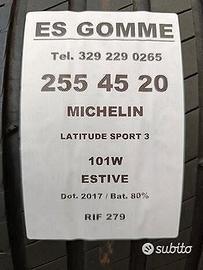 ES GOMME
Tel. 329 229 0265
255 45 20
MICHELIN
LATITUDE SPORT 3
101W
ESTIVE
Dot. 2017 / Bat. 80%
RIF 279
subito